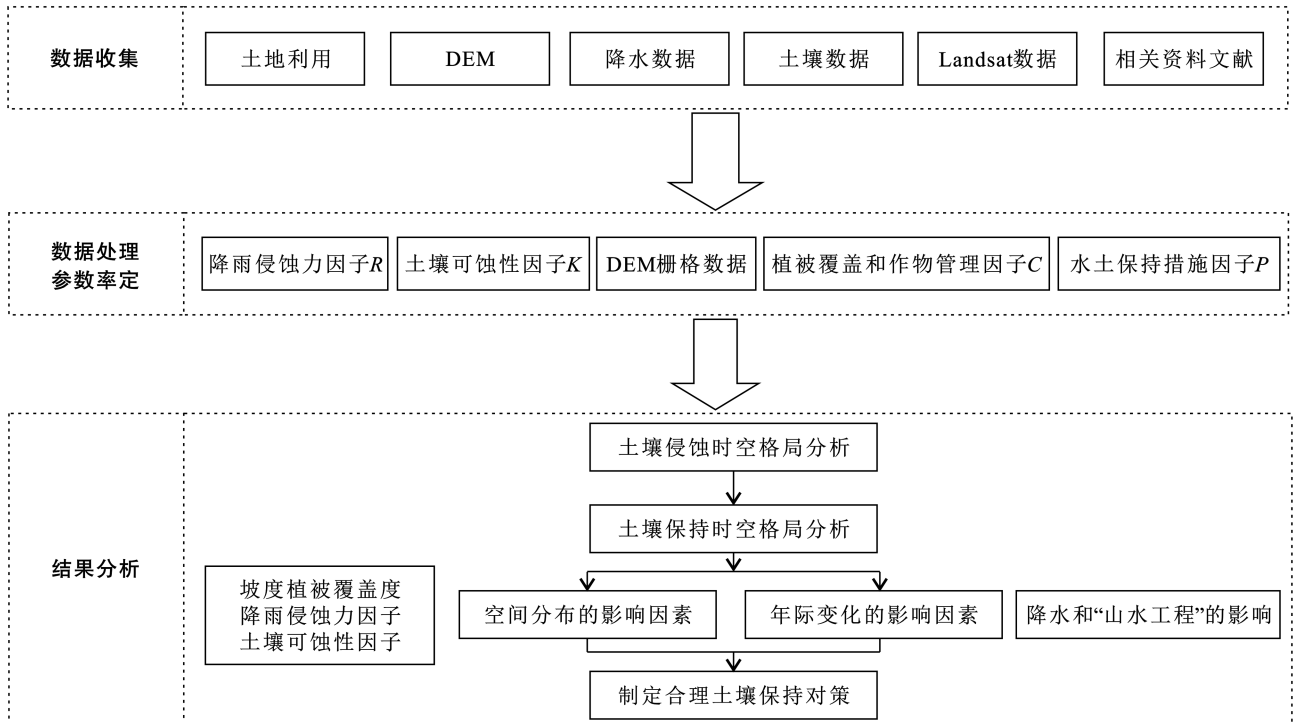 数据收集
土地利用
DEM
降水数据
土壤数据
Landsat数据
相关资料文献
数据处理
参数率定
降雨侵蚀力因子R
土壤可蚀性因子K
DEM栅格数据
植被覆盖和作物管理因子C
水土保持措施因子P
结果分析
土壤侵蚀时空格局分析
土壤保持时空格局分析
坡度植被覆盖度
降雨侵蚀力因子
土壤可蚀性因子
空间分布的影响因素
年际变化的影响因素
降水和“山水工程”的影响
制定合理土壤保持对策